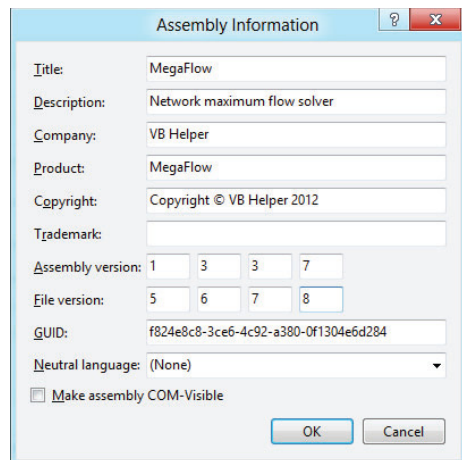 Assembly Information
?
Title: MegaFlow
Description: Network maximum flow solver
Company: VB Helper
Product: MegaFlow
Copyright: Copyright © VB Helper 2012
Trademark:
Assembly version: 1 3 3 7
File version: 5 6 7 8
GUID: f824e8c8-3ce6-4c92-a380-0f1304e6d284
Neutral language: (None)
Make assembly COM-Visible
OK Cancel